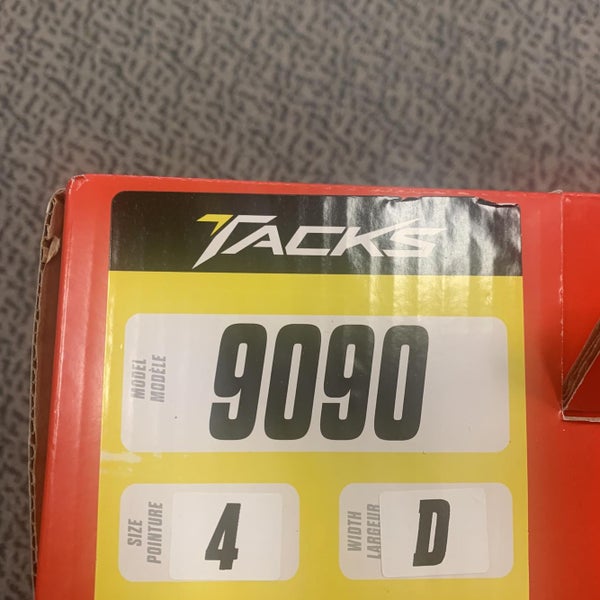 TACKS
MODEL
MODÈLE
9090
SIZE
POINTURE
4
WIDTH
LARGEUR
D